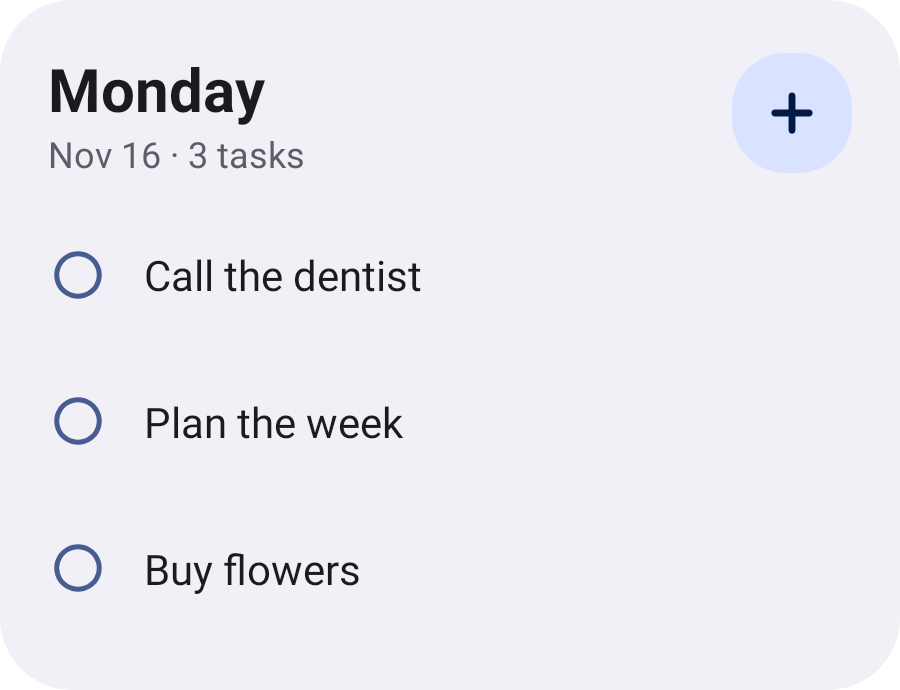 Monday
Nov 16 · 3 tasks
Call the dentist
Plan the week
Buy flowers